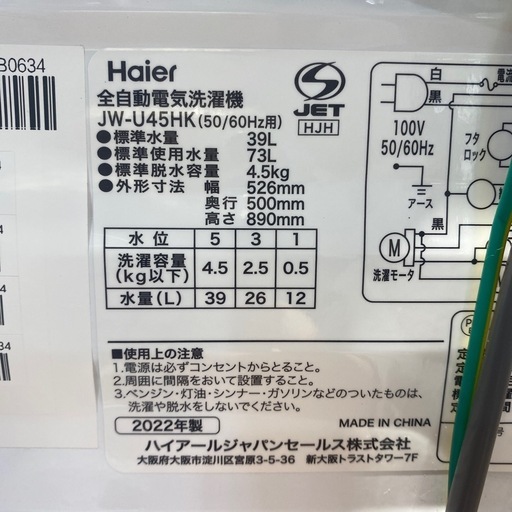 B0634
Haier
全自動電気洗濯機
JW-U45HK(50/60Hz用)
●標準水量 39L
●標準使用水量 73L
●標準脱水容量 4.5kg
●外形寸法 幅 526mm
奥行 500mm
高さ 890mm
S
JET
HJH
水位 5 3 1
洗濯容量(kg以下) 4.5 2.5 0.5
水量(L) 39 26 12
■使用上の注意
1.電源は必ずコンセントからとること。
2.周囲に間隔をおいて設置すること。
3.ベンジン・灯油・シンナー・ガソリンなどのついたものは、
洗濯や脱水をしないでください。
2022年製
MADE IN CHINA
ハイアールジャパンセールス株式会社
大阪府大阪市淀川区宮原3-5-36 新大阪トラストタワー7F
白
電流
黒
100V
50/60Hz
フタ
ロック
アース
黒
M
洗濯モータ